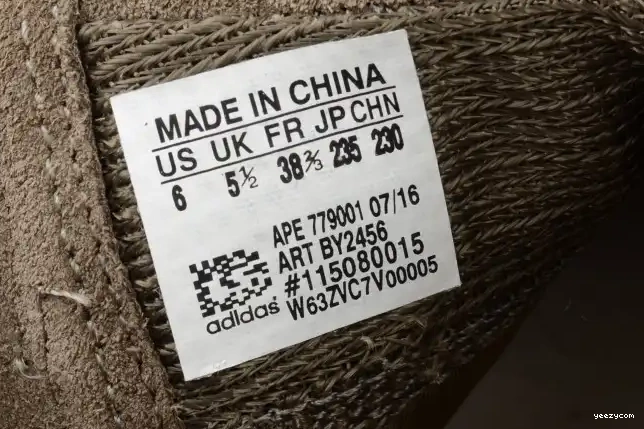 MADE IN CHINA
US UK FR JP CHN
6 5½ 38⅔ 235 230
APE 779001 07/16
ART BY2456
#115080015
W63ZVC7V00005
adidas
yeezycom